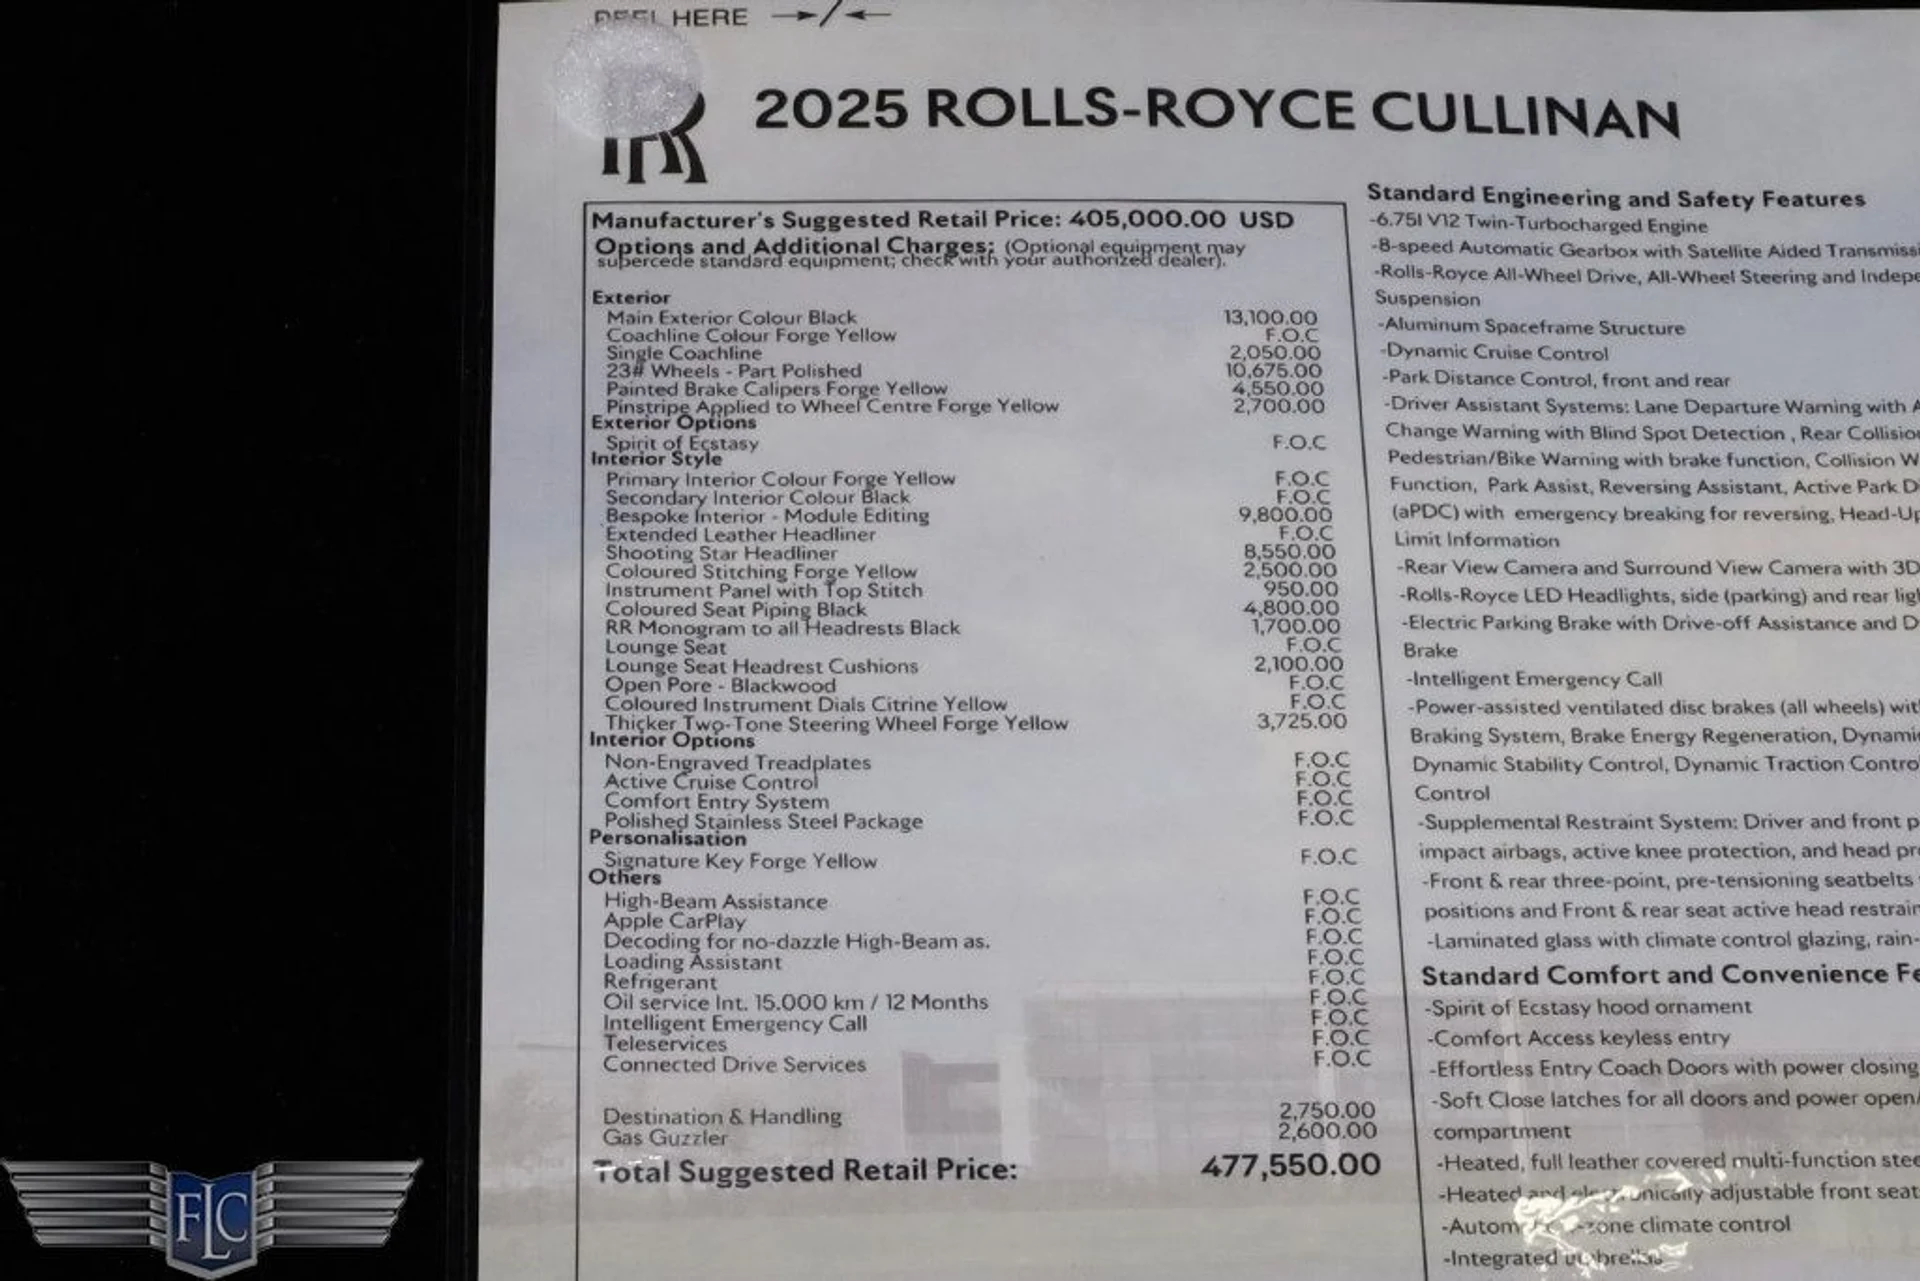 PEEL HERE
2025 ROLLS-ROYCE CULLINAN
Manufacturer's Suggested Retail Price: 405,000.00 USD
Options and Additional Charges: (Optional equipment may
supercede standard equipment; check with your authorized dealer).
Exterior
Main Exterior Colour Black 13,100.00
Coachline Colour Forge Yellow F.O.C
Single Coachline 2,050.00
23# Wheels - Part Polished 10,675.00
Painted Brake Calipers Forge Yellow 4,550.00
Pinstripe Applied to Wheel Centre Forge Yellow 2,700.00
Exterior Options
Spirit of Ecstasy F.O.C
Interior Style
Primary Interior Colour Forge Yellow F.O.C
Secondary Interior Colour Black F.O.C
Bespoke Interior - Module Editing 9,800.00
Extended Leather Headliner F.O.C
Shooting Star Headliner 8,550.00
Coloured Stitching Forge Yellow 2,500.00
Instrument Panel with Top Stitch 950.00
Coloured Seat Piping Black 4,800.00
RR Monogram to all Headrests Black 1,700.00
Lounge Seat F.O.C
Lounge Seat Headrest Cushions 2,100.00
Open Pore - Blackwood F.O.C
Coloured Instrument Dials Citrine Yellow F.O.C
Thicker Two-Tone Steering Wheel Forge Yellow 3,725.00
Interior Options
Non-Engraved Treadplates F.O.C
Active Cruise Control F.O.C
Comfort Entry System F.O.C
Polished Stainless Steel Package F.O.C
Personalisation
Signature Key Forge Yellow F.O.C
Others
High-Beam Assistance F.O.C
Apple CarPlay F.O.C
Decoding for no-dazzle High-Beam as. F.O.C
Loading Assistant F.O.C
Refrigerant F.O.C
Oil service Int. 15.000 km / 12 Months F.O.C
Intelligent Emergency Call F.O.C
Teleservices F.O.C
Connected Drive Services F.O.C
Destination & Handling 2,750.00
Gas Guzzler 2,600.00
Total Suggested Retail Price: 477,550.00
Standard Engineering and Safety Features
-6.75l V12 Twin-Turbocharged Engine
-8-speed Automatic Gearbox with Satellite Aided Transmissi
-Rolls-Royce All-Wheel Drive, All-Wheel Steering and Indepe
Suspension
-Aluminum Spaceframe Structure
-Dynamic Cruise Control
-Park Distance Control, front and rear
-Driver Assistant Systems: Lane Departure Warning with A
Change Warning with Blind Spot Detection , Rear Collisio
Pedestrian/Bike Warning with brake function, Collision W
Function, Park Assist, Reversing Assistant, Active Park D
(aPDC) with emergency breaking for reversing, Head-Up
Limit Information
-Rear View Camera and Surround View Camera with 3D
-Rolls-Royce LED Headlights, side (parking) and rear ligh
-Electric Parking Brake with Drive-off Assistance and D
Brake
-Intelligent Emergency Call
-Power-assisted ventilated disc brakes (all wheels) wit
Braking System, Brake Energy Regeneration, Dynami
Dynamic Stability Control, Dynamic Traction Contro
Control
-Supplemental Restraint System: Driver and front p
impact airbags, active knee protection, and head pr
-Front & rear three-point, pre-tensioning seatbelts
positions and Front & rear seat active head restrain
-Laminated glass with climate control glazing, rain-
Standard Comfort and Convenience Fe
-Spirit of Ecstasy hood ornament
-Comfort Access keyless entry
-Effortless Entry Coach Doors with power closing
-Soft Close latches for all doors and power open/
compartment
-Heated, full leather covered multi-function stee
-Heated and electronically adjustable front seat
-zone climate control
-Integrated umbrellas
FLC